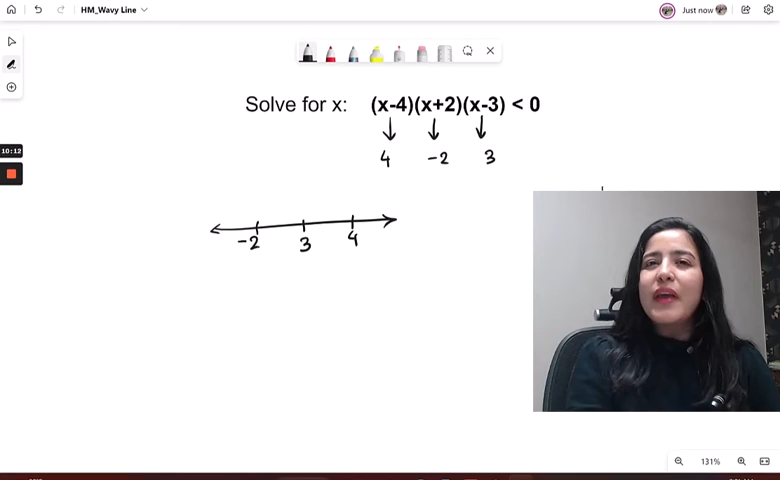 HM_Wavy Line
Just now
Solve for x: (x-4)(x+2)(x-3) < 0
4 -2 3
10:12
-2 3 4
131%